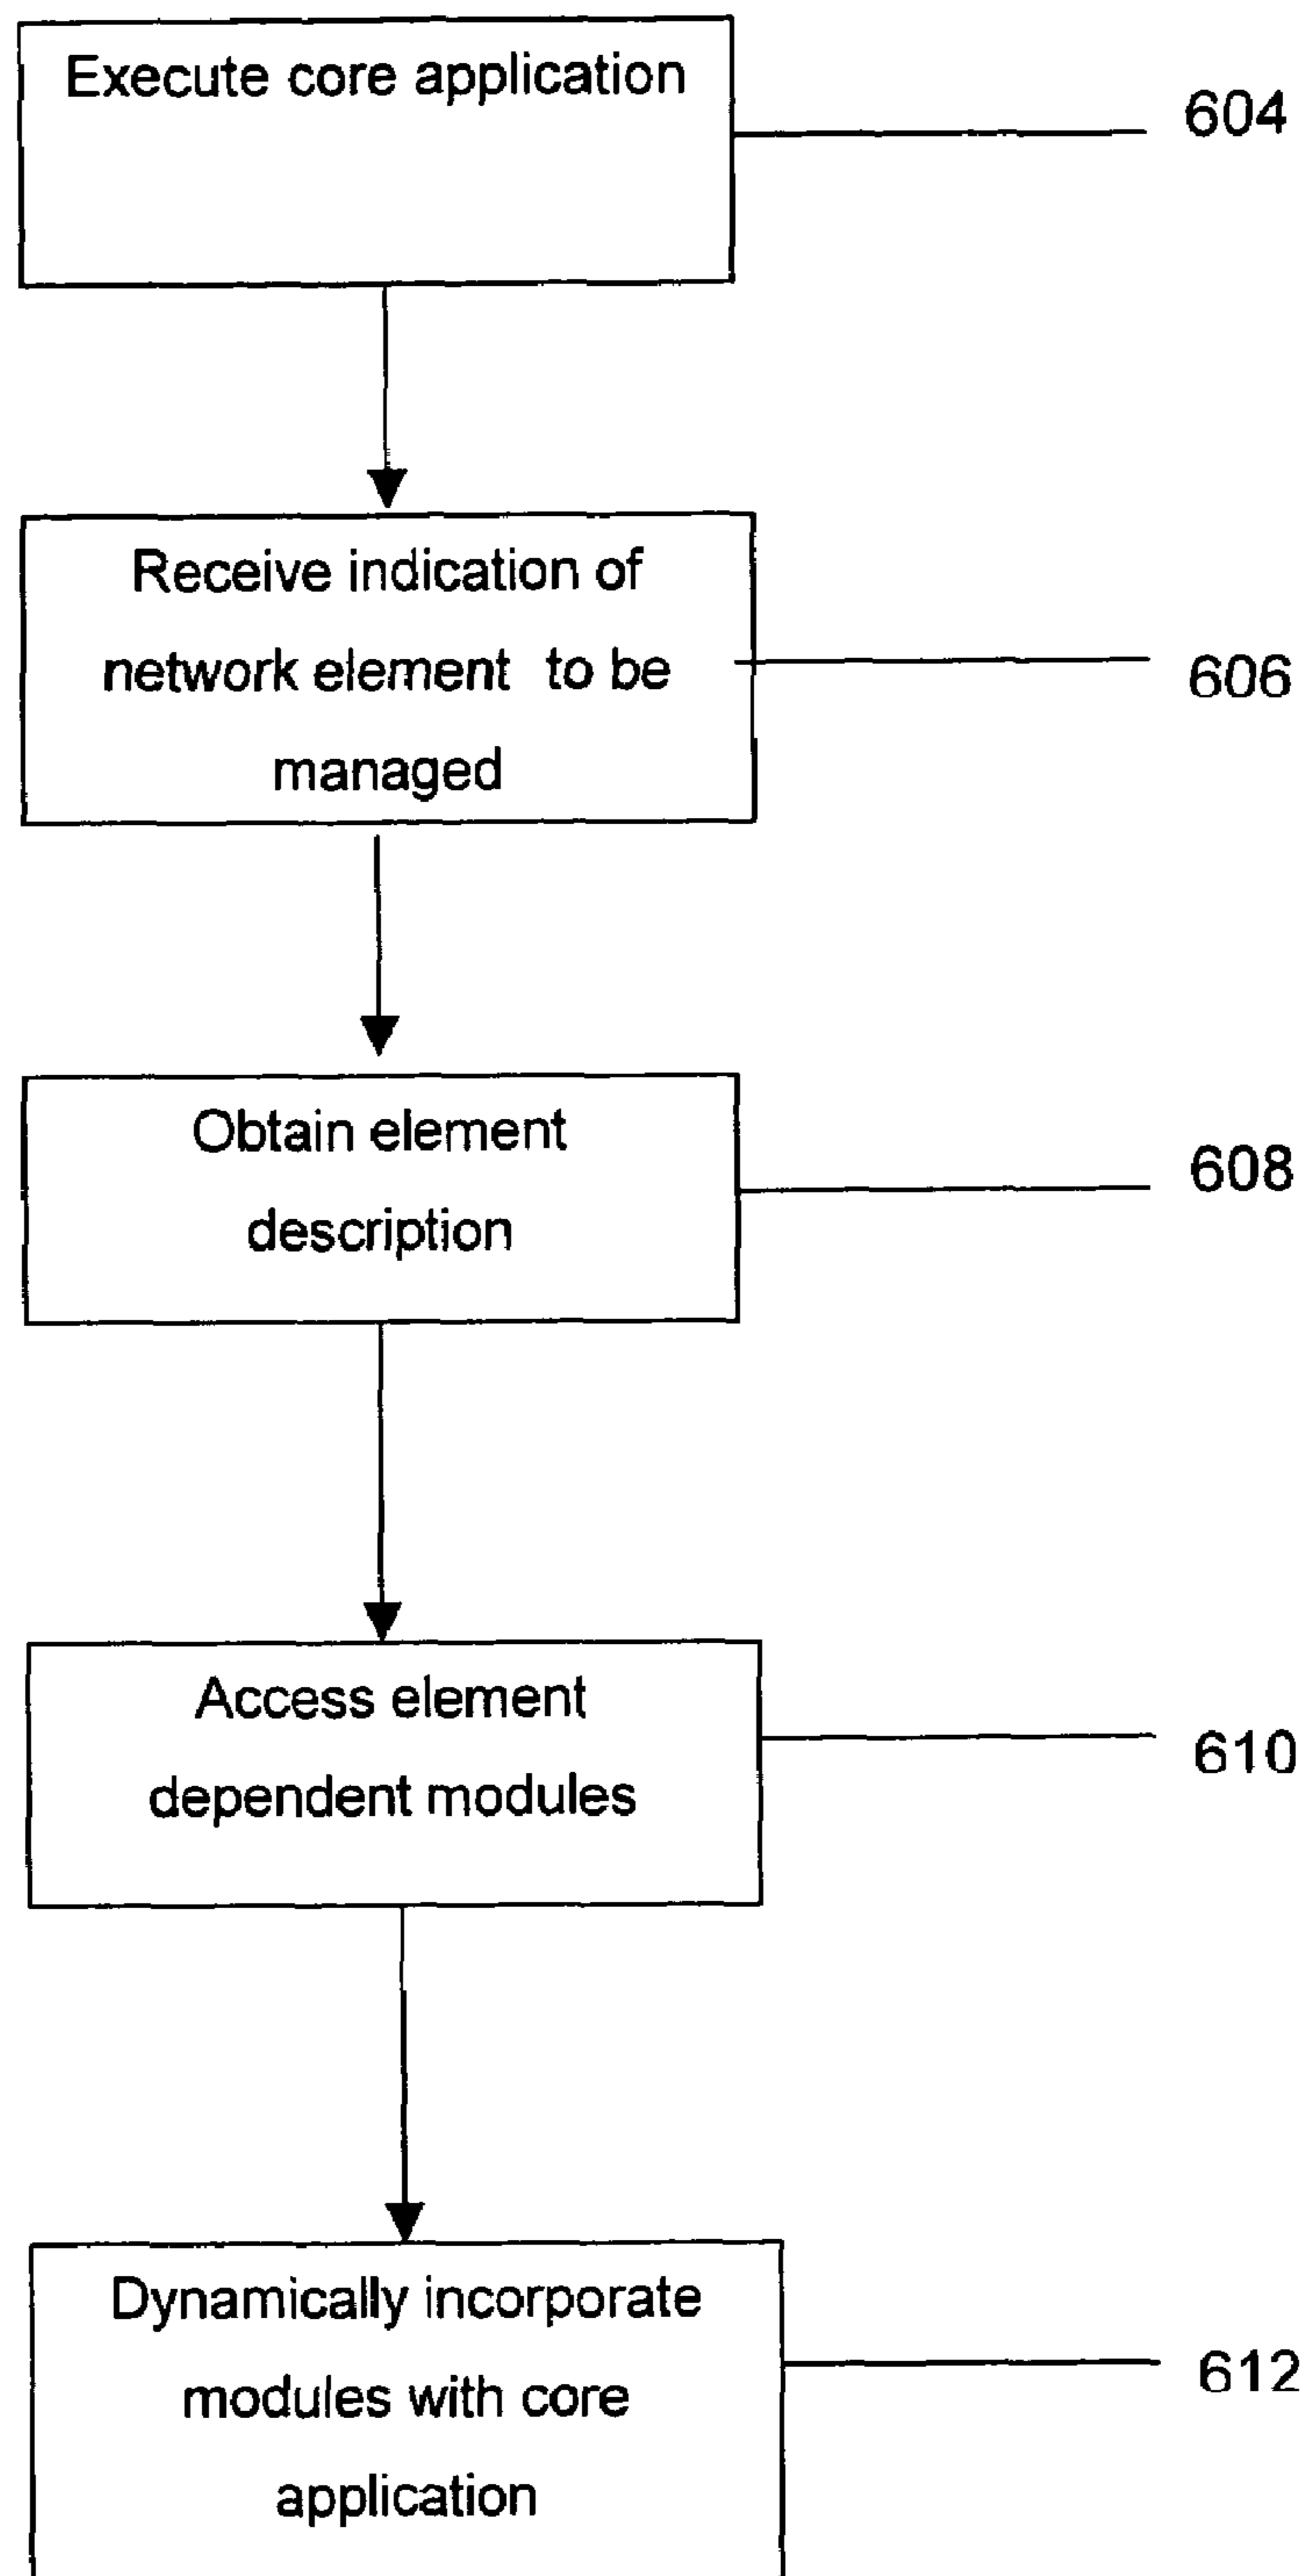 Execute core application
604
Receive indication of
network element to be
managed
606
Obtain element
description
608
Access element
dependent modules
610
Dynamically incorporate
modules with core
application
612